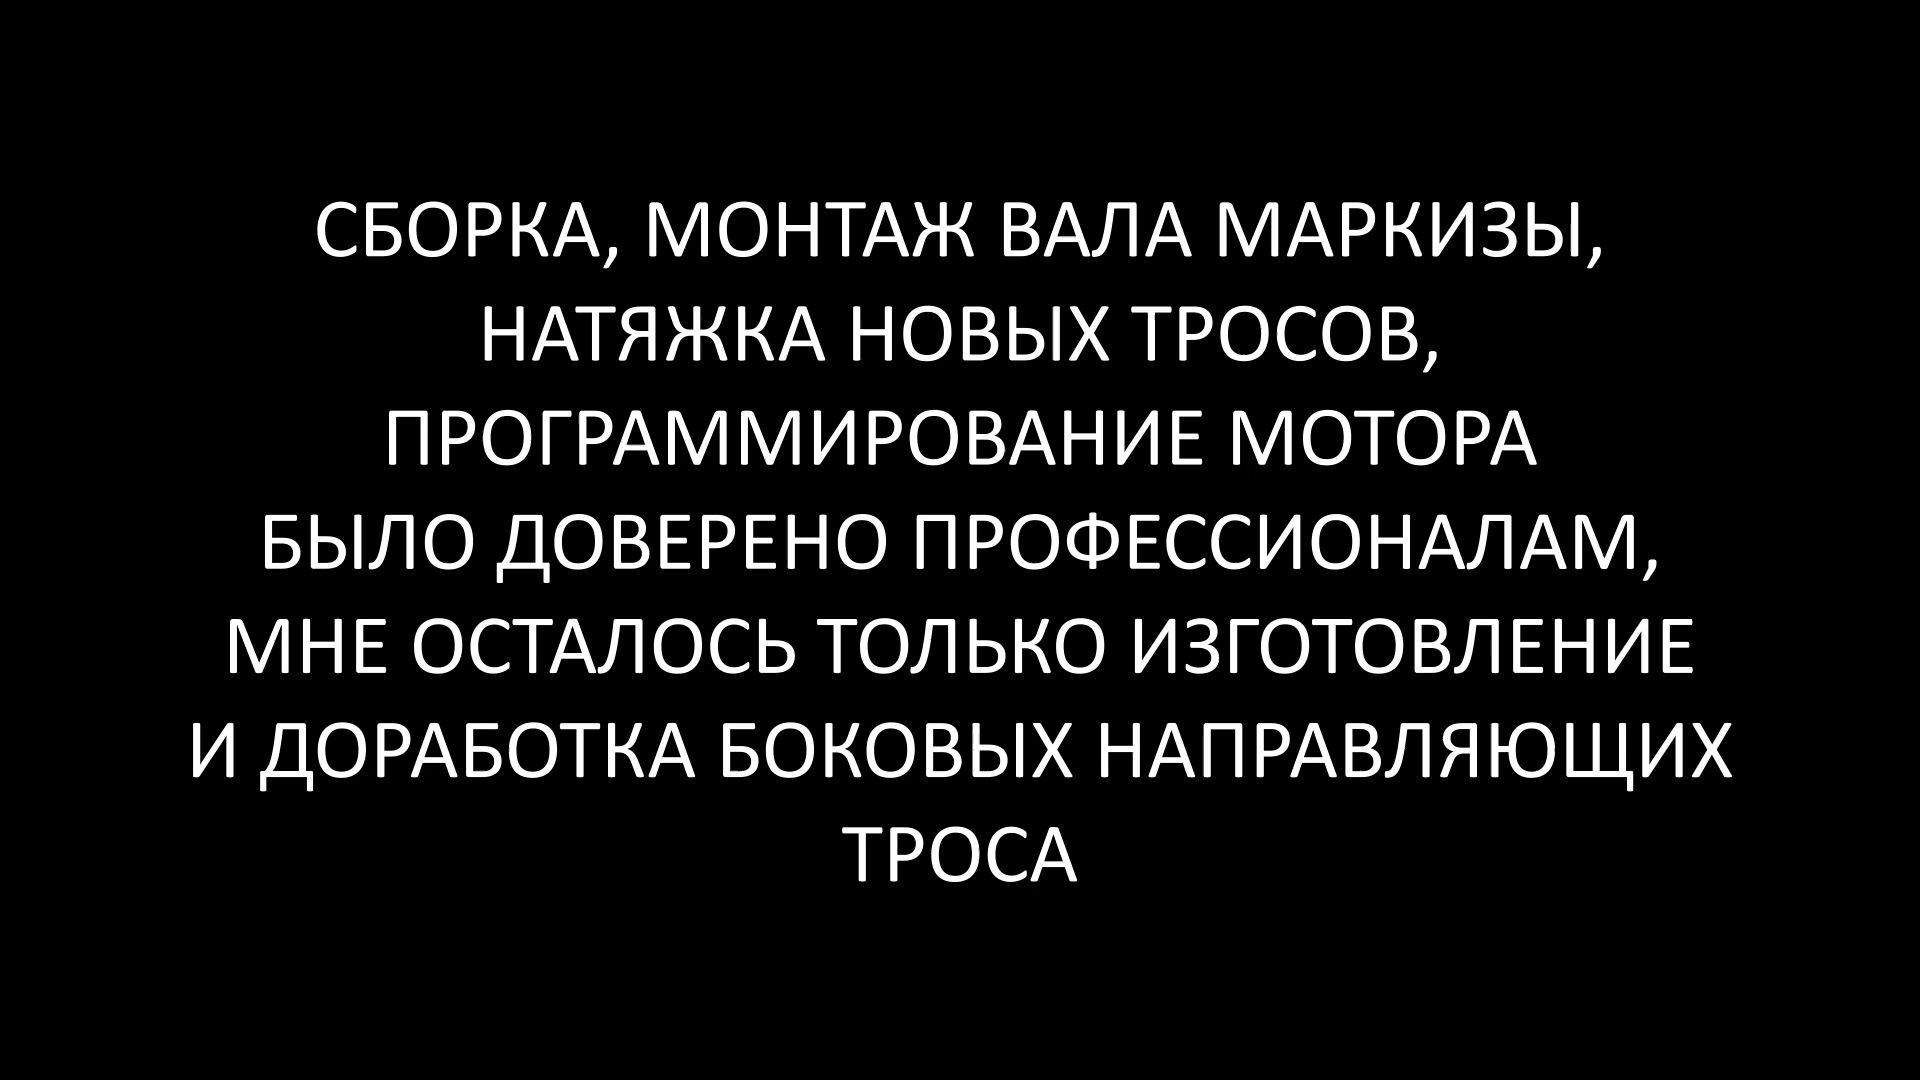 СБОРКА, МОНТАЖ ВАЛА МАРКИЗЫ,
НАТЯЖКА НОВЫХ ТРОСОВ,
ПРОГРАММИРОВАНИЕ МОТОРА
БЫЛО ДОВЕРЕНО ПРОФЕССИОНАЛАМ,
МНЕ ОСТАЛОСЬ ТОЛЬКО ИЗГОТОВЛЕНИЕ
И ДОРАБОТКА БОКОВЫХ НАПРАВЛЯЮЩИХ
ТРОСА